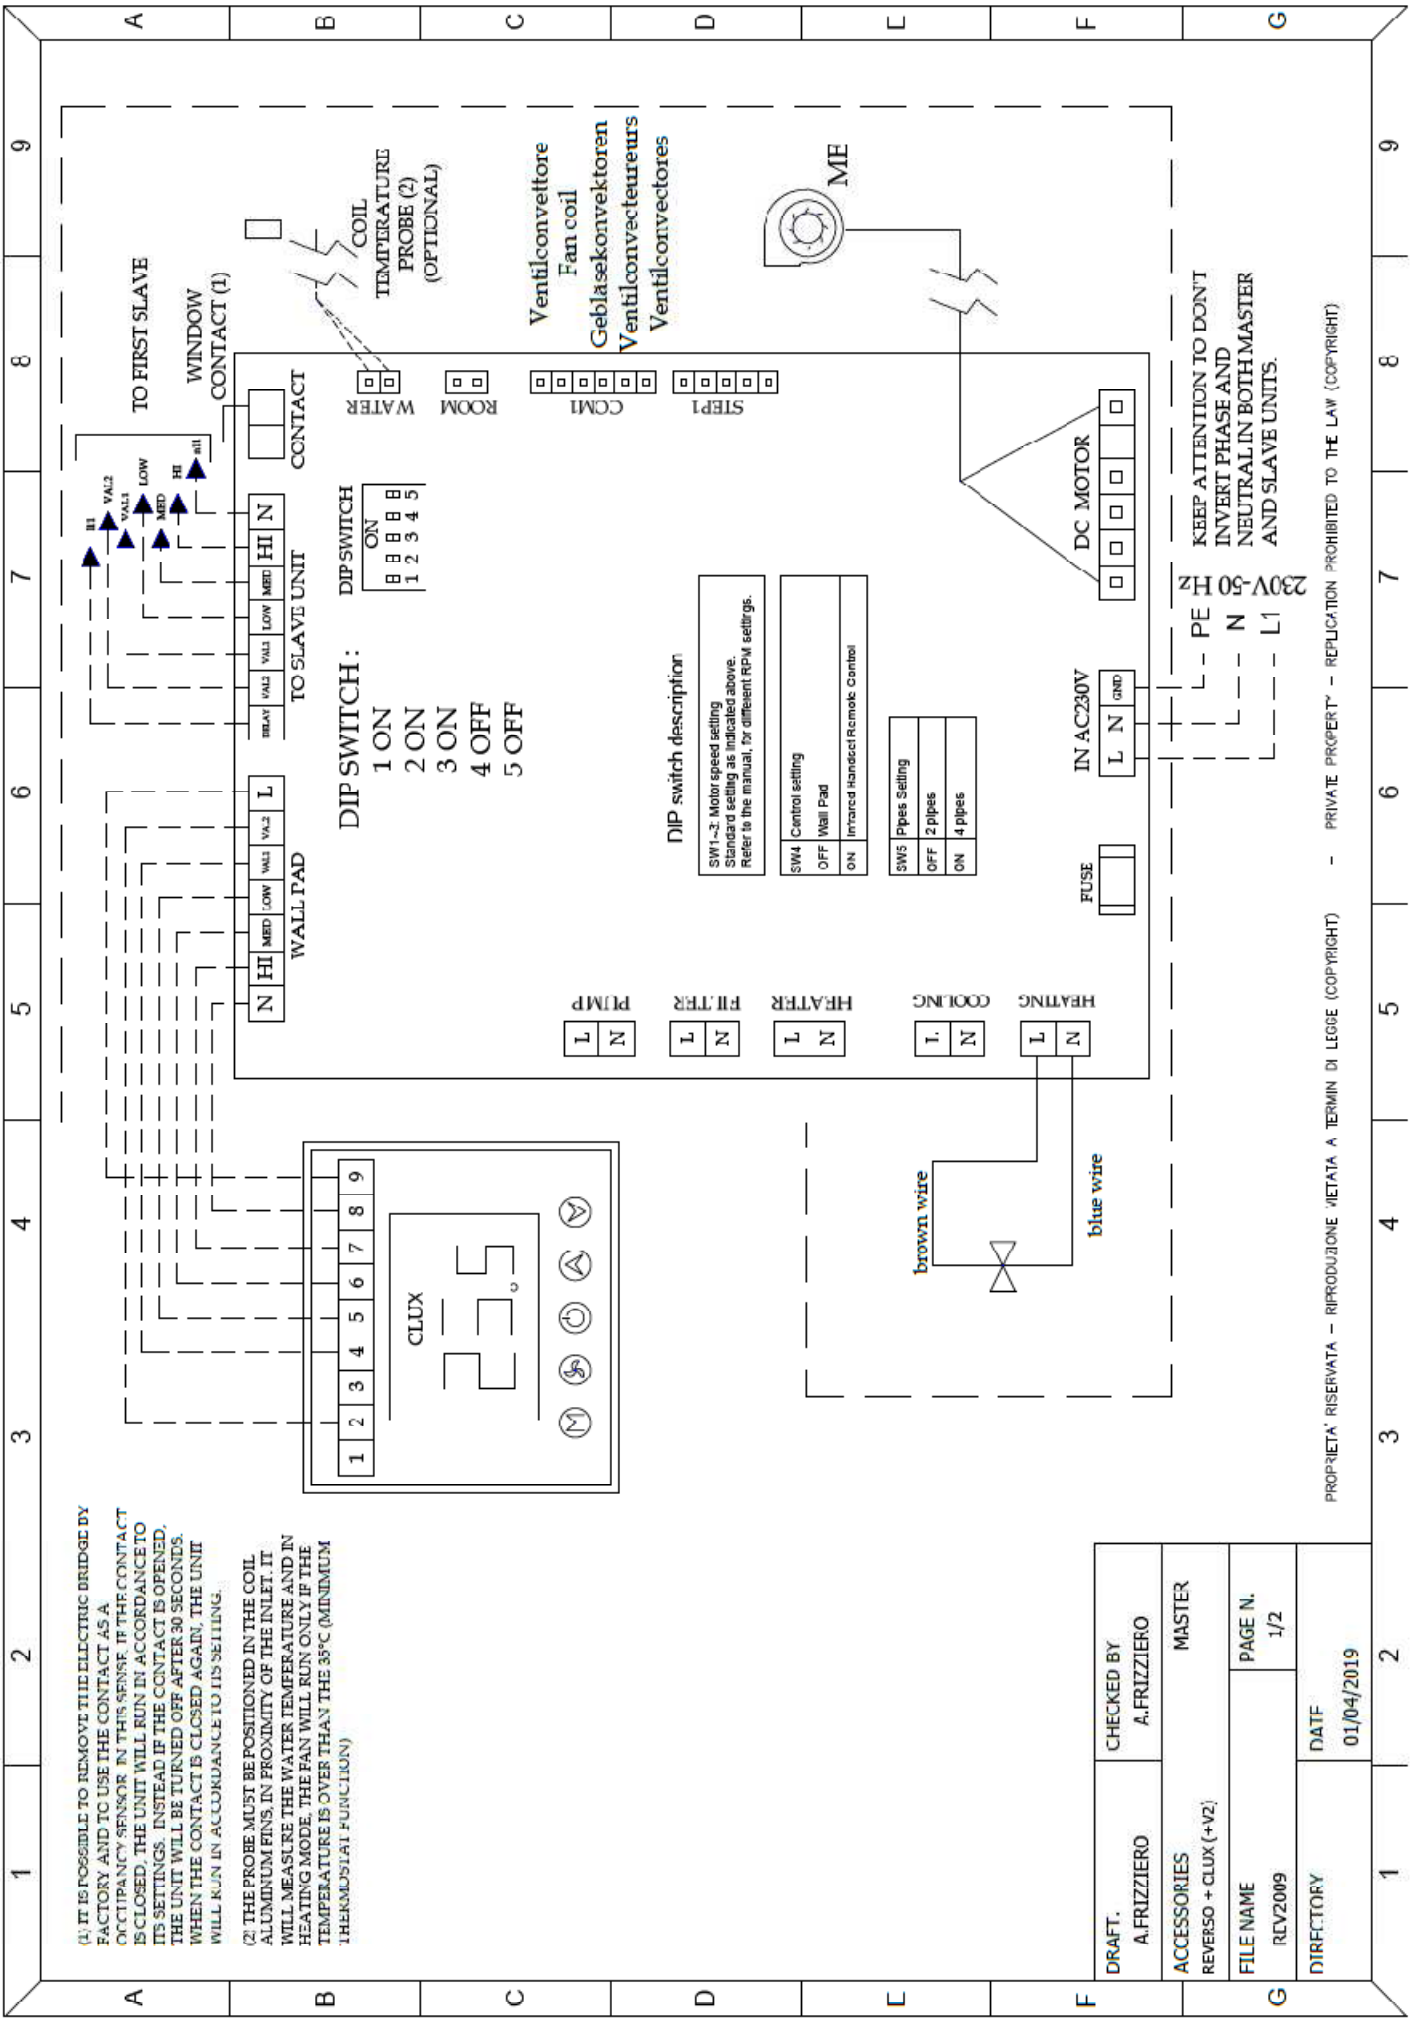 (1) IT IS POSSIBLE TO REMOVE THE ELECTRIC BRIDGE BY
FACTORY AND TO USE THE CONTACT AS A
OCCUPANCY SENSOR. IN THIS SENSE, IF THE CONTACT
IS CLOSED, THE UNIT WILL RUN IN ACCORDANCE TO
ITS SETTINGS. INSTEAD IF THE CONTACT IS OPENED,
THE UNIT WILL BE TURNED OFF AFTER 30 SECONDS.
WHEN THE CONTACT IS CLOSED AGAIN, THE UNIT
WILL RUN IN ACCORDANCE TO ITS SETTING.
(2) THE PROBE MUST BE POSITIONED IN THE COIL
ALUMINUM FINS, IN PROXIMITY OF THE INLET. IT
WILL MEASURE THE WATER TEMPERATURE AND IN
HEATING MODE, THE FAN WILL RUN ONLY IF THE
TEMPERATURE IS OVER THAN THE 35°C (MINIMUM
THERMOSTAT FUNCTION)
1 2 3 4 5 6 7 8 9
CLUX
M
N HI MED LOW VAL1 VAL2 L
WALL PAD
DELAY VAL2 VAL1 LOW MED HI N
TO SLAVE UNIT
VAL2
VAL1
LOW
MED
HI
TO FIRST SLAVE
WINDOW
CONTACT (1)
CONTACT
DIP SWITCH
ON
1 2 3 4 5
DIP SWITCH :
1 ON
2 ON
3 ON
4 OFF
5 OFF
WATER
ROOM
COM1
STEP1
COIL
TEMPERATURE
PROBE (2)
(OPTIONAL)
Ventilconvettore
Fan coil
Gebläsekonvektoren
Ventilconvecteureurs
Ventilconvectores
ME
DIP switch description
SW1~3: Motor speed setting
Standard setting as indicated above.
Refer to the manual, for different RPM settings.
SW4 Control setting
OFF Wall Pad
ON Infrared Handset Remote Control
SW5 Pipes Setting
OFF 2 pipes
ON 4 pipes
PUMP
L N
FILTER
L N
HEATER
L N
COOLING
L N
HEATING
L N
brown wire
blue wire
FUSE
IN AC230V
L N GND
DC MOTOR
PE
N
L1
230V-50 Hz
KEEP ATTENTION TO DON'T
INVERT PHASE AND
NEUTRAL IN BOTH MASTER
AND SLAVE UNITS.
PROPRIETA' RISERVATA - RIPRODUZIONE VIETATA A TERMIN DI LEGGE (COPYRIGHT) - PRIVATE PROPERTY - REPLICATION PROHIBITED TO THE LAW (COPYRIGHT)
DRAFT.
A.FRIZZIERO
CHECKED BY
A.FRIZZIERO
ACCESSORIES
REVERSO + CLUX (+V2)
MASTER
FILE NAME
REV2009
PAGE N.
1/2
DIRECTORY
DATE
01/04/2019
1 2 3 4 5 6 7 8 9
1 2 3 4 5 6 7 8 9
A B C D E F G
A B C D E F G